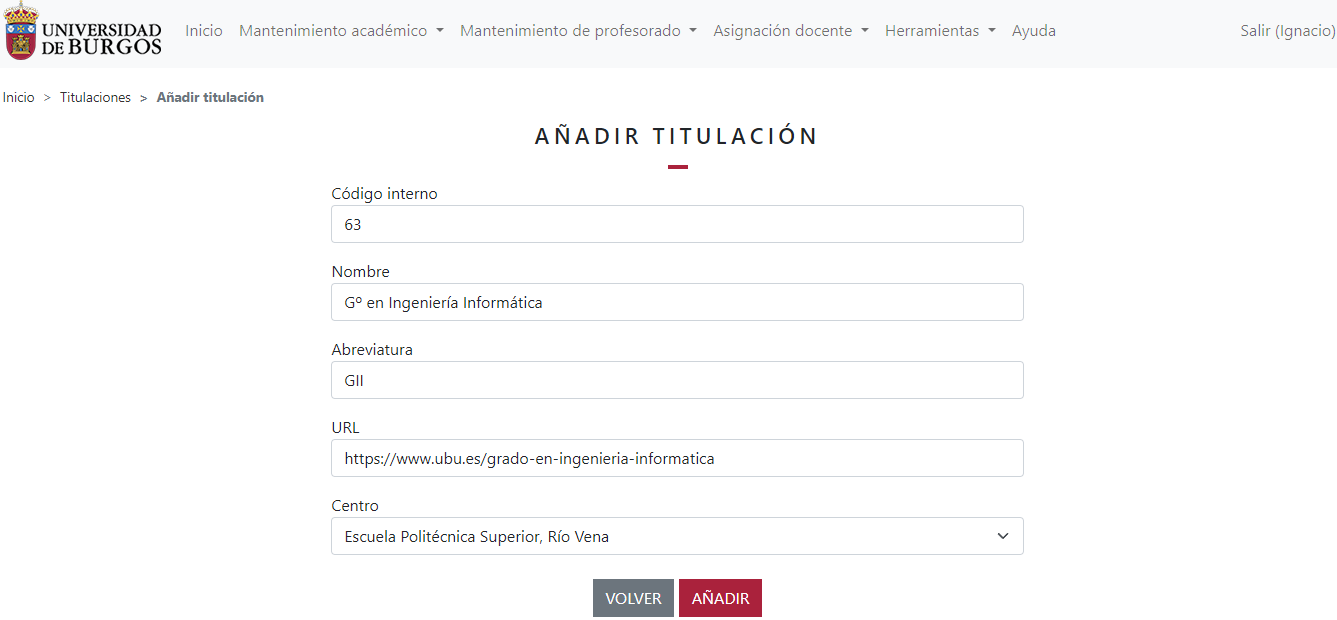 UNIVERSIDAD
DE BURGOS
Inicio Mantenimiento académico Mantenimiento de profesorado Asignación docente Herramientas Ayuda Salir (Ignacio)
Inicio > Titulaciones > Añadir titulación
AÑADIR TITULACIÓN
Código interno
63
Nombre
Gº en Ingeniería Informática
Abreviatura
GII
URL
https://www.ubu.es/grado-en-ingenieria-informatica
Centro
Escuela Politécnica Superior, Río Vena
VOLVER AÑADIR